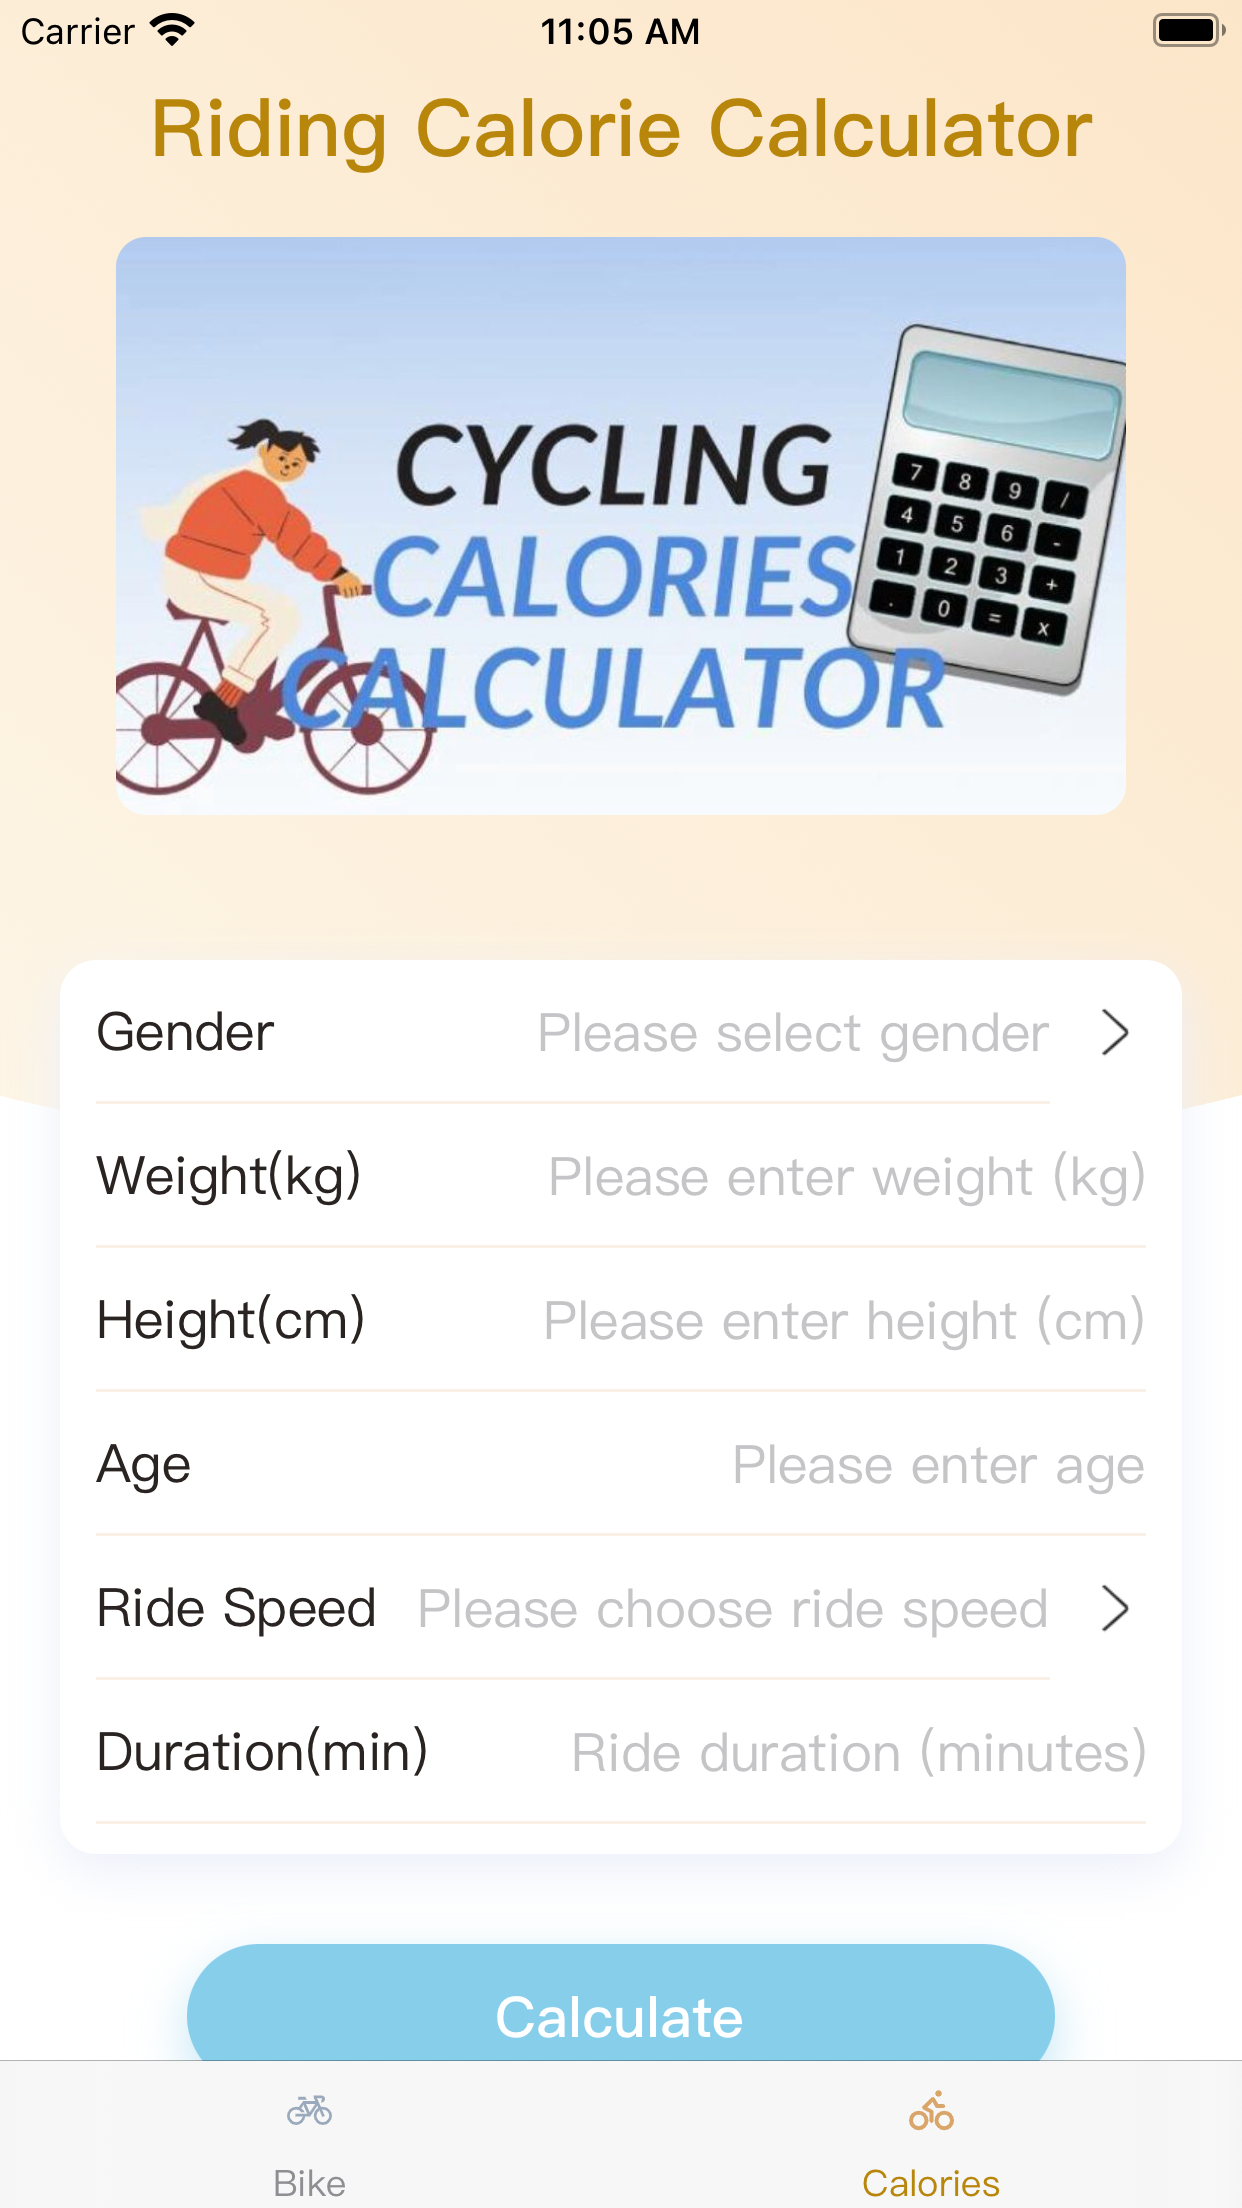 Carrier 11:05 AM
Riding Calorie Calculator
CYCLING
CALORIES
CALCULATOR
7 8 9 /
4 5 6 -
1 2 3 +
. 0 = x
Gender Please select gender
Weight(kg) Please enter weight (kg)
Height(cm) Please enter height (cm)
Age Please enter age
Ride Speed Please choose ride speed
Duration(min) Ride duration (minutes)
Calculate
Bike Calories